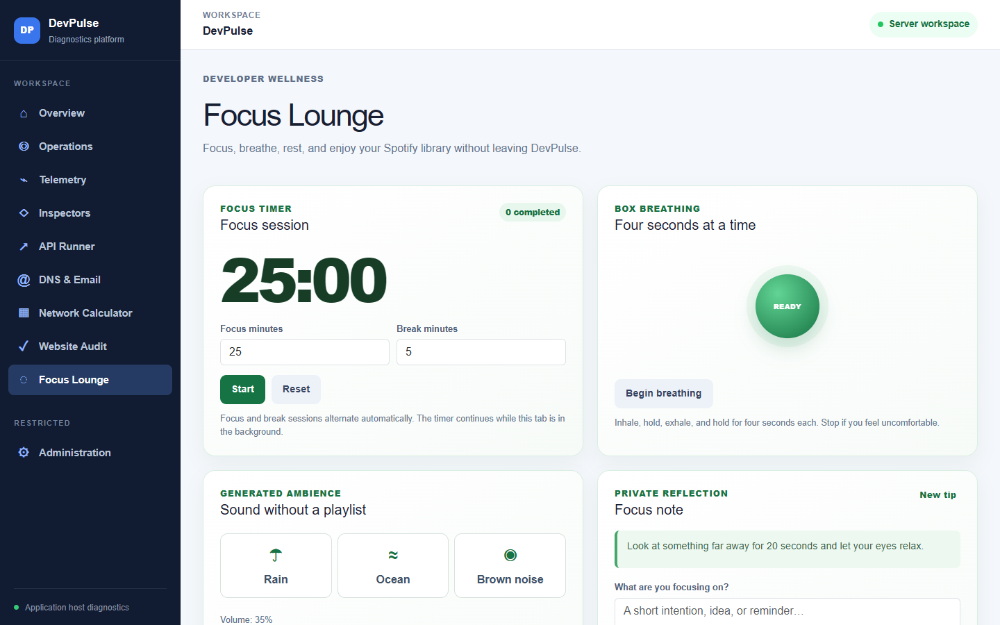 DP
DevPulse
Diagnostics platform
WORKSPACE
Overview
Operations
Telemetry
Inspectors
API Runner
@ DNS & Email
Network Calculator
Website Audit
Focus Lounge
RESTRICTED
Administration
Application host diagnostics
WORKSPACE
DevPulse
Server workspace
DEVELOPER WELLNESS
Focus Lounge
Focus, breathe, rest, and enjoy your Spotify library without leaving DevPulse.
FOCUS TIMER
Focus session
0 completed
25:00
Focus minutes
Break minutes
25
5
Start
Reset
Focus and break sessions alternate automatically. The timer continues while this tab is in
the background.
BOX BREATHING
Four seconds at a time
READY
Begin breathing
Inhale, hold, exhale, and hold for four seconds each. Stop if you feel uncomfortable.
GENERATED AMBIENCE
Sound without a playlist
Rain
Ocean
Brown noise
Volume: 35%
PRIVATE REFLECTION
Focus note
New tip
Look at something far away for 20 seconds and let your eyes relax.
What are you focusing on?
A short intention, idea, or reminder…